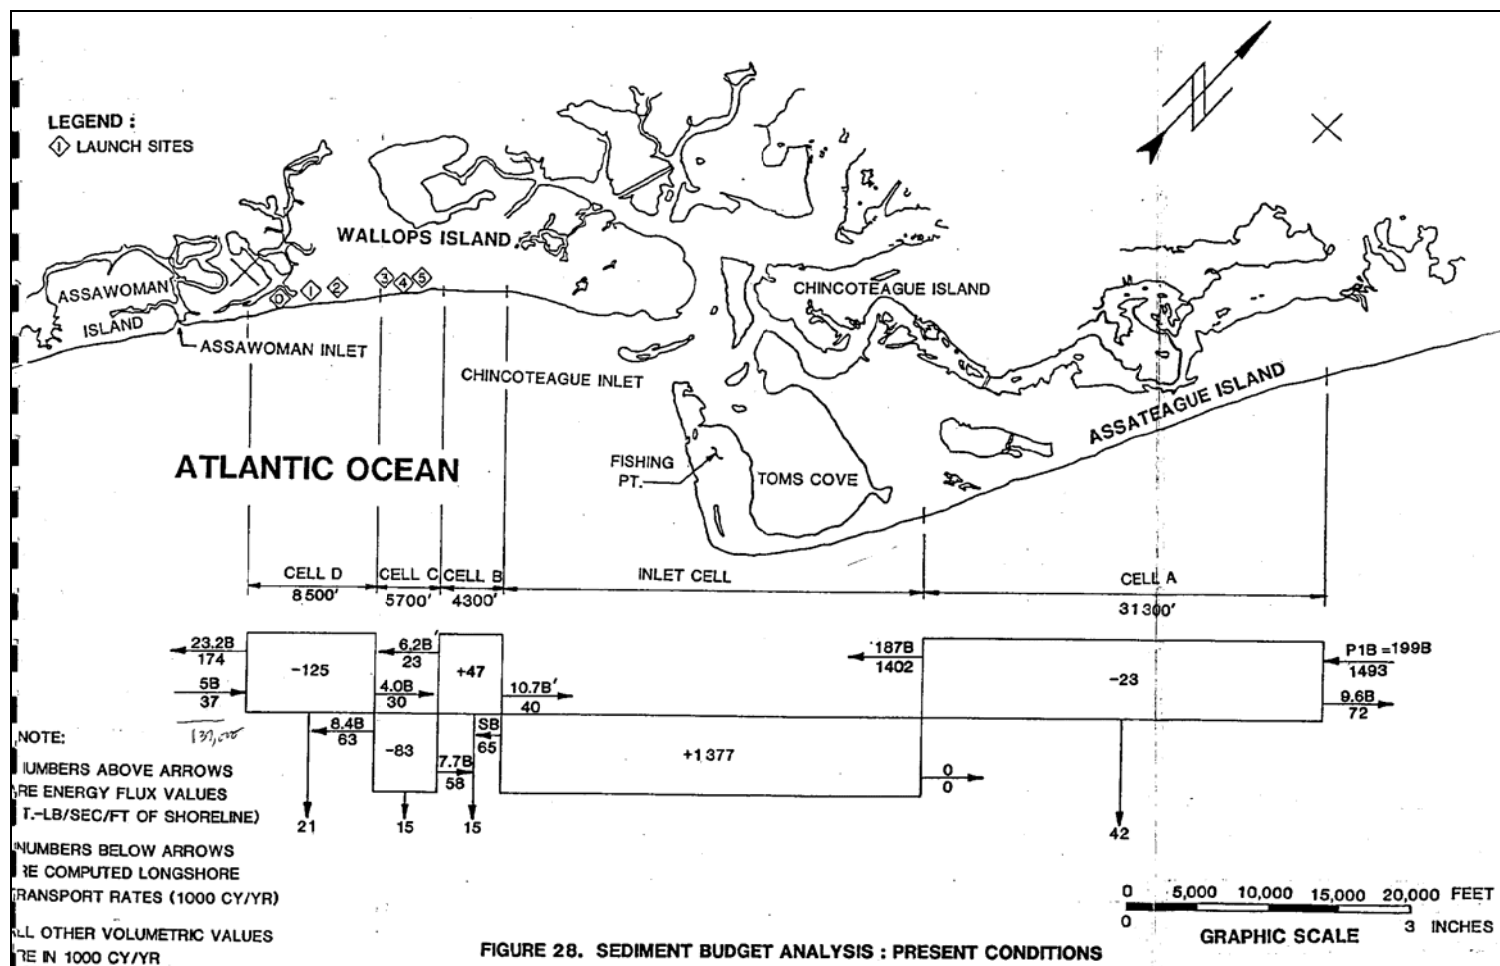 LEGEND :
1 LAUNCH SITES
WALLOPS ISLAND
ASSAWOMAN
ISLAND
0 1 2 3 4 5
ASSAWOMAN INLET
CHINCOTEAGUE INLET
CHINCOTEAGUE ISLAND
ASSATEAGUE ISLAND
N
ATLANTIC OCEAN
FISHING
PT.
TOMS COVE
CELL D
8500'
CELL C
5700'
CELL B
4300'
INLET CELL
CELL A
31300'
23.2B
174
5B
37
-125
6.2B'
23
4.0B
30
8.4B
63
-83
+47
10.7B'
40
SB
65
7.7B
58
+1377
187B
1402
0
0
-23
P1B =199B
1493
9.6B
72
21
15
15
42
NOTE:
NUMBERS ABOVE ARROWS
RE ENERGY FLUX VALUES
T.-LB/SEC/FT OF SHORELINE)
NUMBERS BELOW ARROWS
RE COMPUTED LONGSHORE
TRANSPORT RATES (1000 CY/YR)
LL OTHER VOLUMETRIC VALUES
RE IN 1000 CY/YR
FIGURE 28. SEDIMENT BUDGET ANALYSIS : PRESENT CONDITIONS
0 5,000 10,000 15,000 20,000 FEET
0 3 INCHES
GRAPHIC SCALE